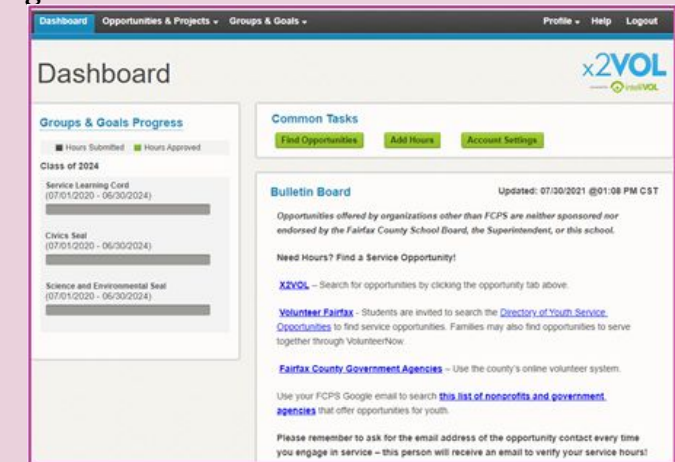 Dashboard Opportunities & Projects Groups & Goals Profile Help Logout
Dashboard
x2VOL
intelliVOL
Groups & Goals Progress
Hours Submitted Hours Approved
Class of 2024
Service Learning Cord
(07/01/2020 - 06/30/2024)
Civics Seal
(07/01/2020 - 06/30/2024)
Science and Environmental Seal
(07/01/2020 - 06/30/2024)
Common Tasks
Find Opportunities Add Hours Account Settings
Bulletin Board Updated: 07/30/2021 @01:08 PM CST
Opportunities offered by organizations other than FCPS are neither sponsored nor
endorsed by the Fairfax County School Board, the Superintendent, or this school.
Need Hours? Find a Service Opportunity!
X2VOL – Search for opportunities by clicking the opportunity tab above.
Volunteer Fairfax - Students are invited to search the Directory of Youth Service
Opportunities to find service opportunities. Families may also find opportunities to serve
together through VolunteerNow.
Fairfax County Government Agencies – Use the county's online volunteer system.
Use your FCPS Google email to search this list of nonprofits and government
agencies that offer opportunities for youth.
Please remember to ask for the email address of the opportunity contact every time
you engage in service – this person will receive an email to verify your service hours!